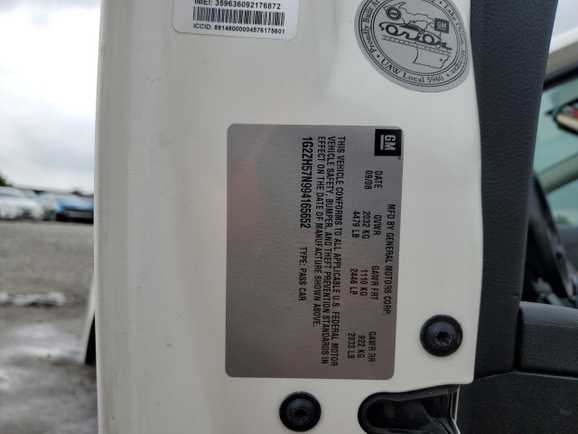 IMEI: 359636092176872
ICCID: 89148000004576175601
UAW Local 5960
GM
MFD BY GENERAL MOTORS CORP.
DATE GVWR GAWR FRT GAWR RR
09/08 2032 KG 1110 KG 922 KG
4479 LB 2446 LB 2033 LB
THIS VEHICLE CONFORMS TO ALL APPLICABLE U.S. FEDERAL MOTOR
VEHICLE SAFETY, BUMPER, AND THEFT PREVENTION STANDARDS IN
EFFECT ON THE DATE OF MANUFACTURE SHOWN ABOVE.
1G2ZH57N994165652 TYPE: PASS CAR